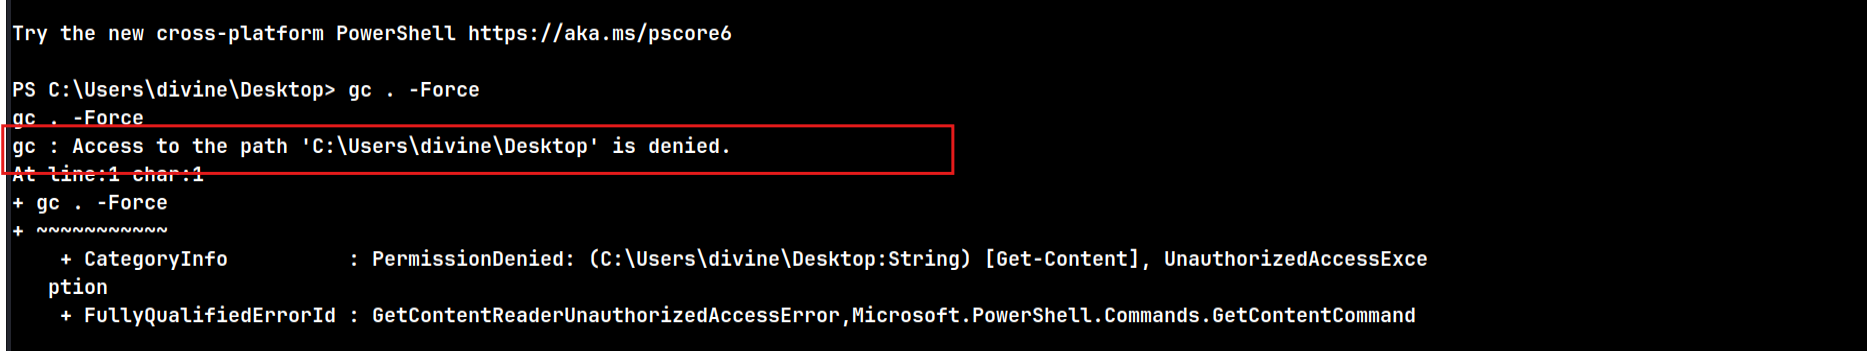 Try the new cross-platform PowerShell https://aka.ms/pscore6
PS C:\Users\divine\Desktop> gc . -Force
gc . -Force
gc : Access to the path 'C:\Users\divine\Desktop' is denied.
At line:1 char:1
+ gc . -Force
+ ~~~~~~~~~~~
    + CategoryInfo          : PermissionDenied: (C:\Users\divine\Desktop:String) [Get-Content], UnauthorizedAccessExce
   ption
    + FullyQualifiedErrorId : GetContentReaderUnauthorizedAccessError,Microsoft.PowerShell.Commands.GetContentCommand